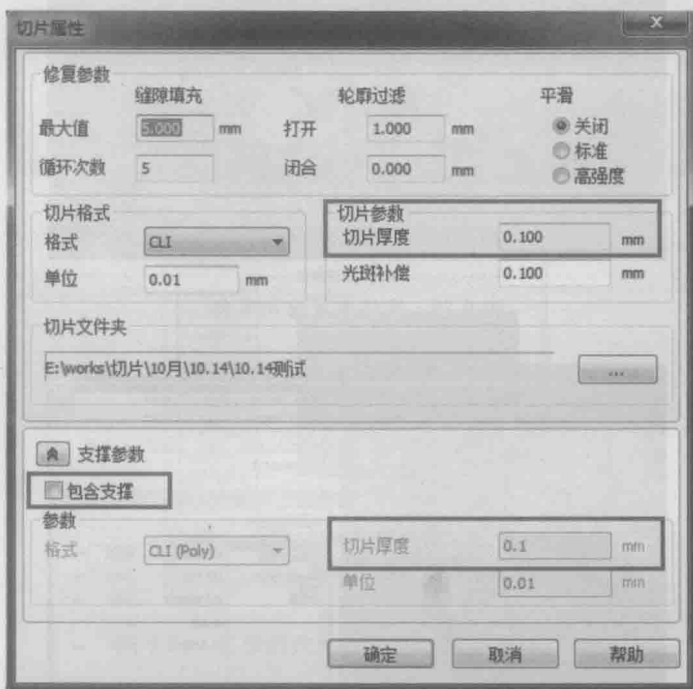 切片属性
修复参数
缝隙填充 轮廓过滤 平滑
最大值 5.000 mm 打开 1.000 mm 关闭
标准
循环次数 5 闭合 0.000 mm 高强度
切片格式 切片参数
格式 CLI 切片厚度 0.100 mm
单位 0.01 mm 光斑补偿 0.100 mm
切片文件夹
E:\works\切片\10月\10.14\10.14测试 ...
支撑参数
包含支撑
参数
格式 CLI (Poly) 切片厚度 0.1 mm
单位 0.01 mm
确定 取消 帮助